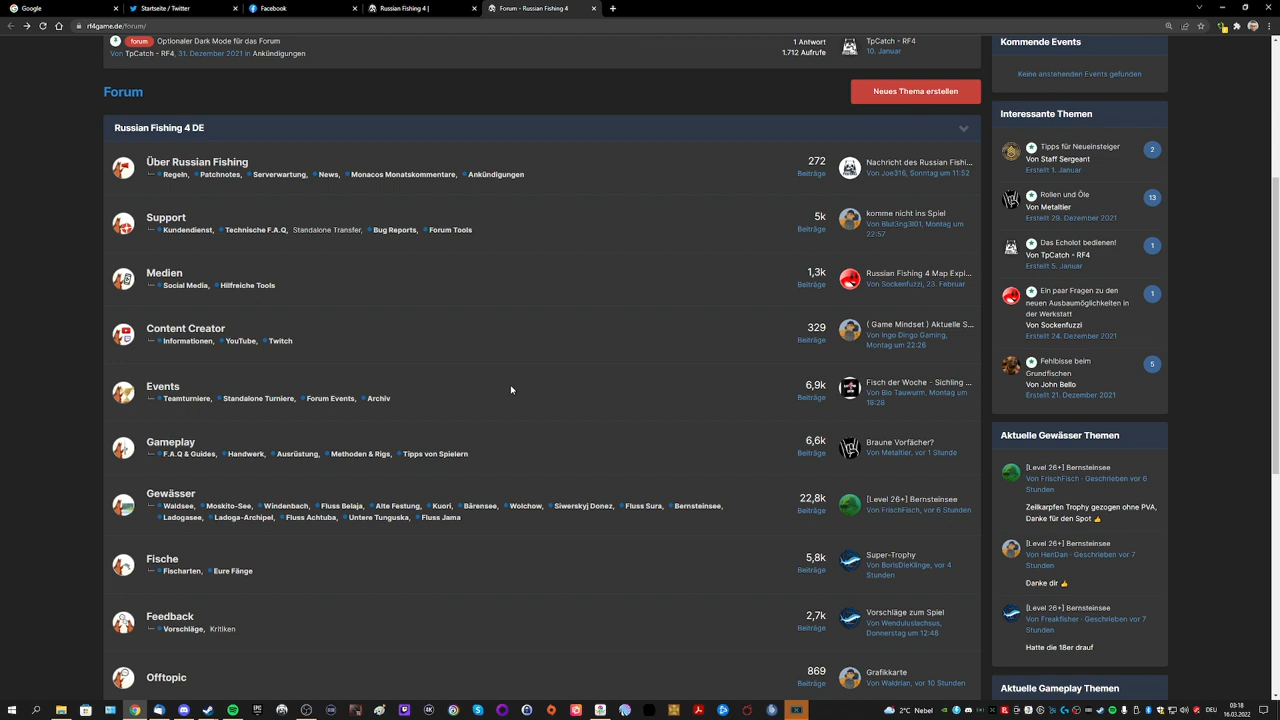 Google
Startseite / Twitter
Facebook
Russian Fishing 4 |
Forum - Russian Fishing 4
rf4game.de/forum/
forum Optionaler Dark Mode für das Forum
Von TpCatch - RF4, 31. Dezember 2021 in Ankündigungen
1 Antwort
1.712 Aufrufe
TpCatch - RF4
10. Januar
Forum
Neues Thema erstellen
Russian Fishing 4 DE
Über Russian Fishing
Regeln, Patchnotes, Serverwartung, News, Monacos Monatskommentare, Ankündigungen
272
Beiträge
Nachricht des Russian Fishi...
Von Joe316, Sonntag um 11:52
Support
Kundendienst, Technische F.A.Q, Standalone Transfer, Bug Reports, Forum Tools
5k
Beiträge
komme nicht ins Spiel
Von Blut3ng3l101, Montag um
22:57
Medien
Social Media, Hilfreiche Tools
1,3k
Beiträge
Russian Fishing 4 Map Expl...
Von Sockenfuzzi, 23. Februar
Content Creator
Informationen, YouTube, Twitch
329
Beiträge
( Game Mindset ) Aktuelle S...
Von Ingo Dingo Gaming,
Montag um 22:26
Events
Teamturniere, Standalone Turniere, Forum Events, Archiv
6,9k
Beiträge
Fisch der Woche - Sichling ...
Von Bio Tauwurm, Montag um
18:28
Gameplay
F.A.Q & Guides, Handwerk, Ausrüstung, Methoden & Rigs, Tipps von Spielern
6,6k
Beiträge
Braune Vorfächer?
Von Metaltier, vor 1 Stunde
Gewässer
Waldsee, Moskito-See, Windenbach, Fluss Belaja, Alte Festung, Kuori, Bärensee, Wolchow, Siwerskyj Donez, Fluss Sura, Bernsteinsee,
Ladogasee, Ladoga-Archipel, Fluss Achtuba, Untere Tunguska, Fluss Jama
22,8k
Beiträge
[Level 26+] Bernsteinsee
Von FrischFisch, vor 6 Stunden
Fische
Fischarten, Eure Fänge
5,8k
Beiträge
Super-Trophy
Von BorisDieKlinge, vor 4
Stunden
Feedback
Vorschläge, Kritiken
2,7k
Beiträge
Vorschläge zum Spiel
Von Wenduluslachsus,
Donnerstag um 12:48
Offtopic
869
Beiträge
Grafikkarte
Von Waldrian, vor 10 Stunden
Kommende Events
Keine anstehenden Events gefunden
Interessante Themen
Tipps für Neueinsteiger
Von Staff Sergeant
Erstellt 1. Januar
2
Rollen und Öle
Von Metaltier
Erstellt 29. Dezember 2021
13
Das Echolot bedienen!
Von TpCatch - RF4
Erstellt 5. Januar
1
Ein paar Fragen zu den
neuen Ausbaumöglichkeiten in
der Werkstatt
Von Sockenfuzzi
Erstellt 24. Dezember 2021
1
Fehlbisse beim
Grundfischen
Von John Bello
Erstellt 21. Dezember 2021
5
Aktuelle Gewässer Themen
[Level 26+] Bernsteinsee
Von FrischFisch · Geschrieben vor 6
Stunden
Zeilkarpfen Trophy gezogen ohne PVA,
Danke für den Spot 👍
[Level 26+] Bernsteinsee
Von HenDan · Geschrieben vor 7
Stunden
Danke dir 👍
[Level 26+] Bernsteinsee
Von Freakfisher · Geschrieben vor 7
Stunden
Hatte die 18er drauf
Aktuelle Gameplay Themen
2°C Nebel
DEU
03:18
16.03.2022